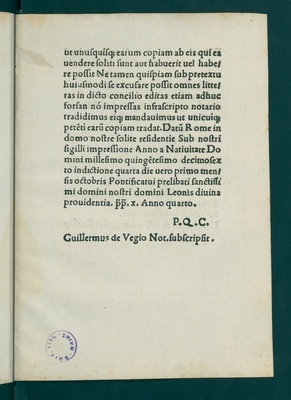 ut unusquisq; earum copiam ab eis qui ea
uendere soliti sunt aut habuerit uel habe/
re possit Ne tamen quispiam sub pretextu
huiusmodi se excusare possit omnes litte/
ras in dicto concilio editas etiam adhuc
forsan nō impressas infrascripto notario
tradidimus eiq; mandauimus ut unicuiq;
petēti earū copiam tradat. Datū Rome in
domo nostre solite residentie Sub nostri
sigilli impressione Anno a Natiuitate Do
mini millesimo quingētesimo decimosex
to indictione quarta die uero primo men/
sis octobris Pontificatui prelibati sanctissi
mi domini nostri domini Leonis diuina
prouidentia. pp. x. Anno quarto.
P.Q.C.
Guillermus de Vegio Not. subscripsit.